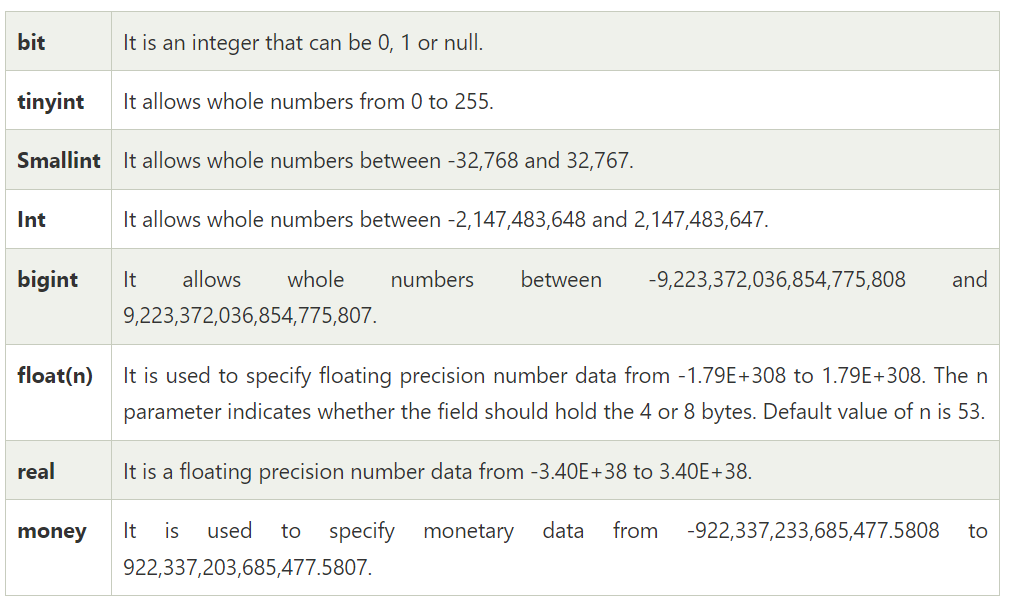 bit It is an integer that can be 0, 1 or null.
tinyint It allows whole numbers from 0 to 255.
Smallint It allows whole numbers between -32,768 and 32,767.
Int It allows whole numbers between -2,147,483,648 and 2,147,483,647.
bigint It allows whole numbers between -9,223,372,036,854,775,808 and
9,223,372,036,854,775,807.
float(n) It is used to specify floating precision number data from -1.79E+308 to 1.79E+308. The n
parameter indicates whether the field should hold the 4 or 8 bytes. Default value of n is 53.
real It is a floating precision number data from -3.40E+38 to 3.40E+38.
money It is used to specify monetary data from -922,337,233,685,477.5808 to
922,337,203,685,477.5807.